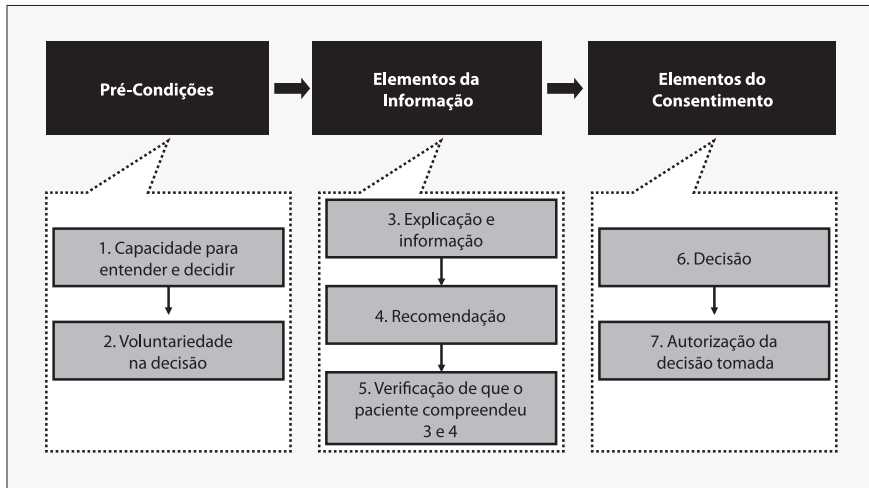 Pré-Condições
Elementos da
Informação
Elementos do
Consentimento
1. Capacidade para
entender e decidir
2. Voluntariedade
na decisão
3. Explicação e
informação
4. Recomendação
5. Verificação de que o
paciente compreendeu
3 e 4
6. Decisão
7. Autorização da
decisão tomada